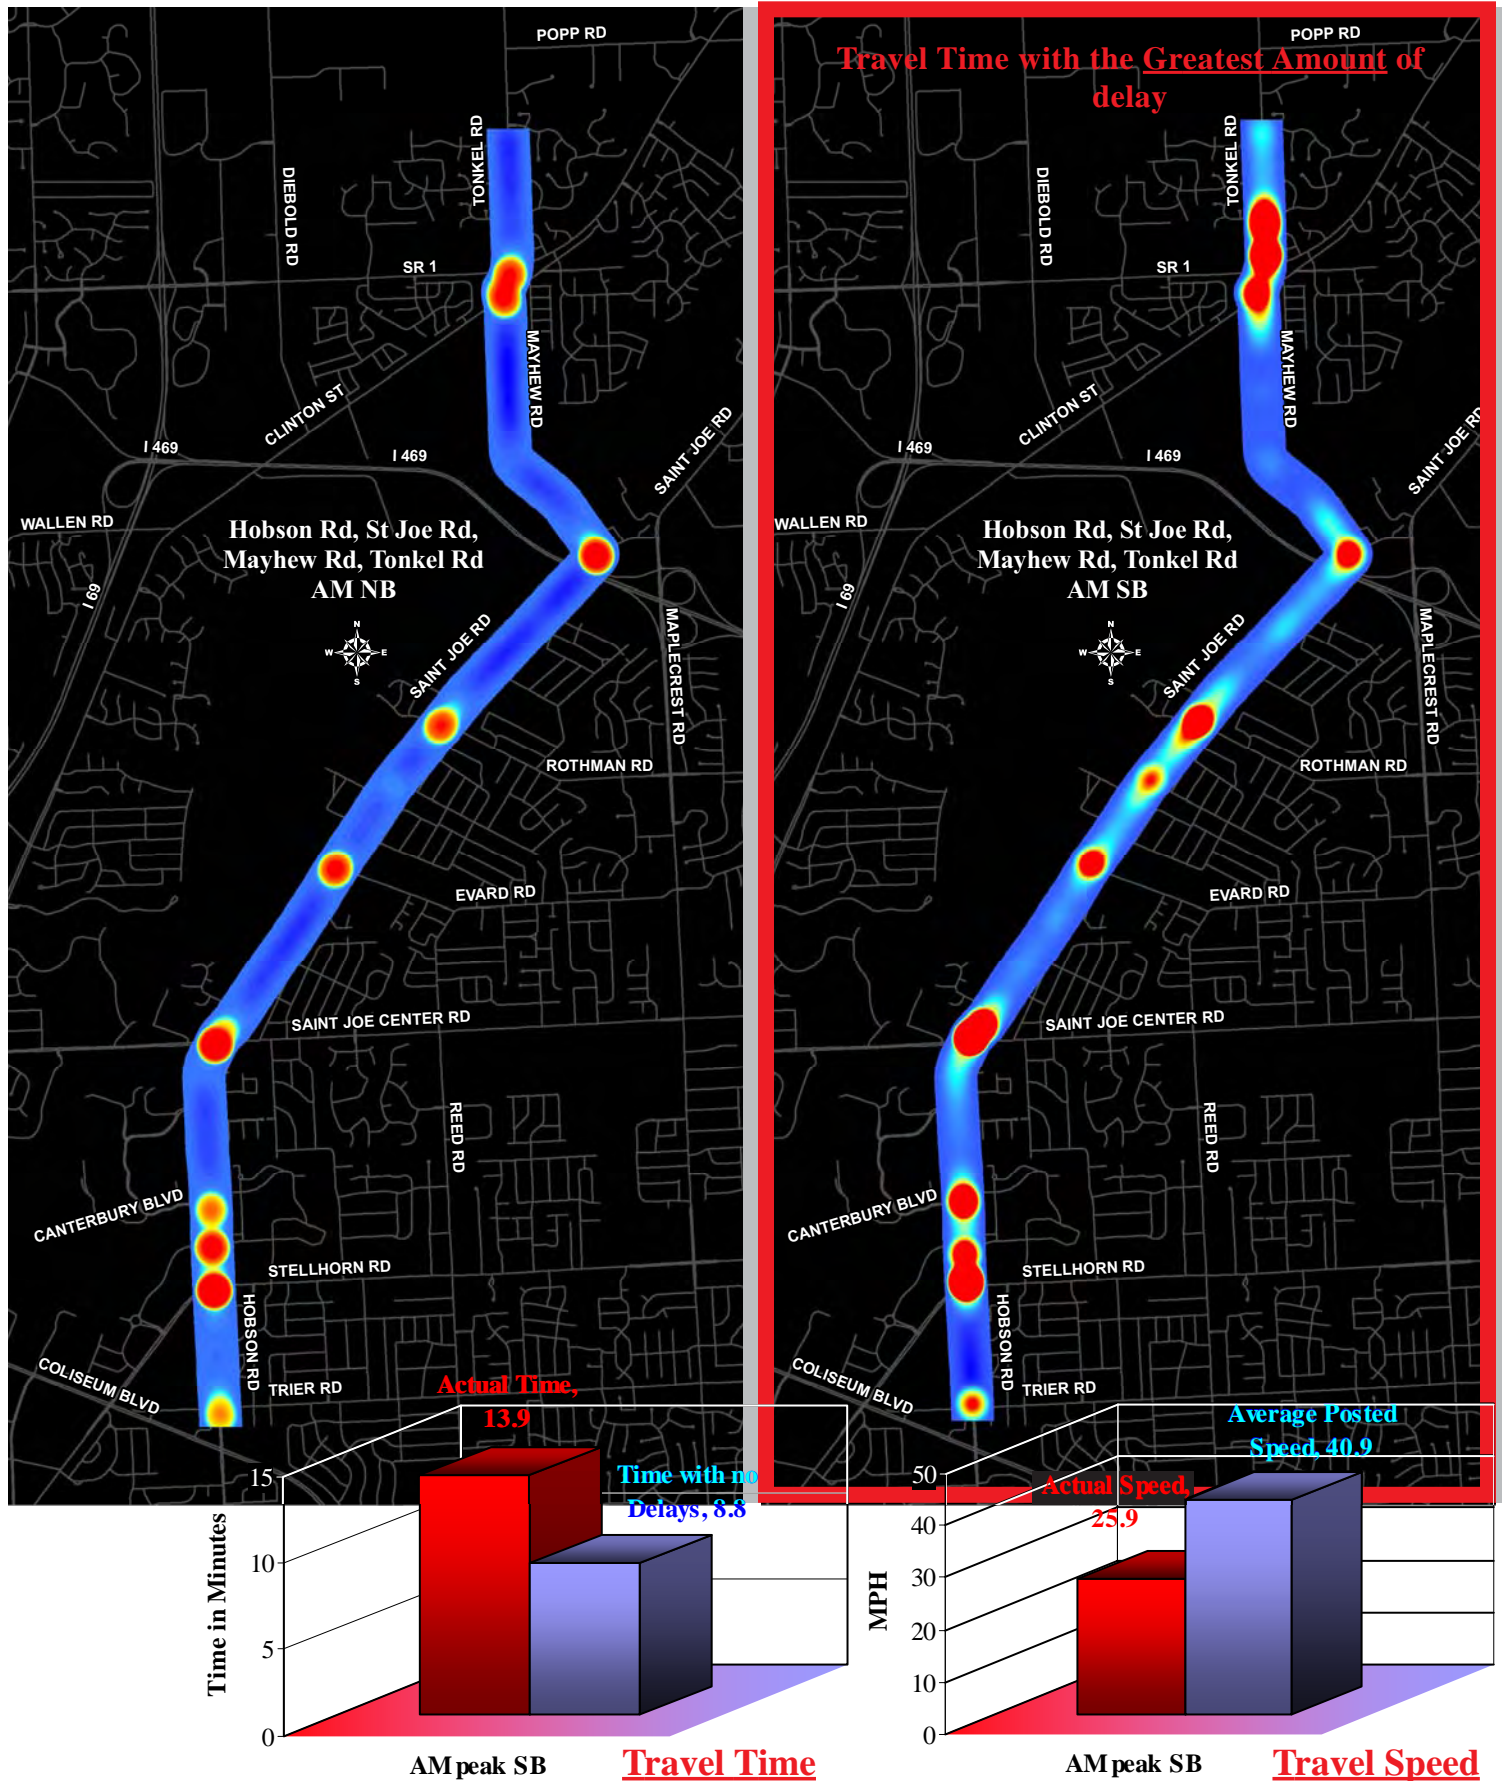 POPP RD
TONKEL RD
DIEBOLD RD
SR 1
MAYHEW RD
CLINTON ST
I 469
I 469
SAINT JOE RD
WALLEN RD
Hobson Rd, St Joe Rd,
Mayhew Rd, Tonkel Rd
AM NB
I 69
N
W
E
S
SAINT JOE RD
MAPLECREST RD
ROTHMAN RD
EVARD RD
SAINT JOE CENTER RD
REED RD
CANTERBURY BLVD
STELLHORN RD
HOBSON RD
COLISEUM BLVD
TRIER RD
POPP RD
Travel Time with the Greatest Amount of
delay
TONKEL RD
DIEBOLD RD
SR 1
MAYHEW RD
CLINTON ST
I 469
I 469
SAINT JOE RD
WALLEN RD
Hobson Rd, St Joe Rd,
Mayhew Rd, Tonkel Rd
AM SB
I 69
N
W
E
S
SAINT JOE RD
MAPLECREST RD
ROTHMAN RD
EVARD RD
SAINT JOE CENTER RD
REED RD
CANTERBURY BLVD
STELLHORN RD
HOBSON RD
COLISEUM BLVD
TRIER RD
Actual Time,
13.9
Time with no
Delays, 8.8
15
10
5
0
Time in Minutes
AM peak SB
Travel Time
Average Posted
Speed, 40.9
Actual Speed,
25.9
50
40
30
20
10
0
MPH
AM peak SB
Travel Speed